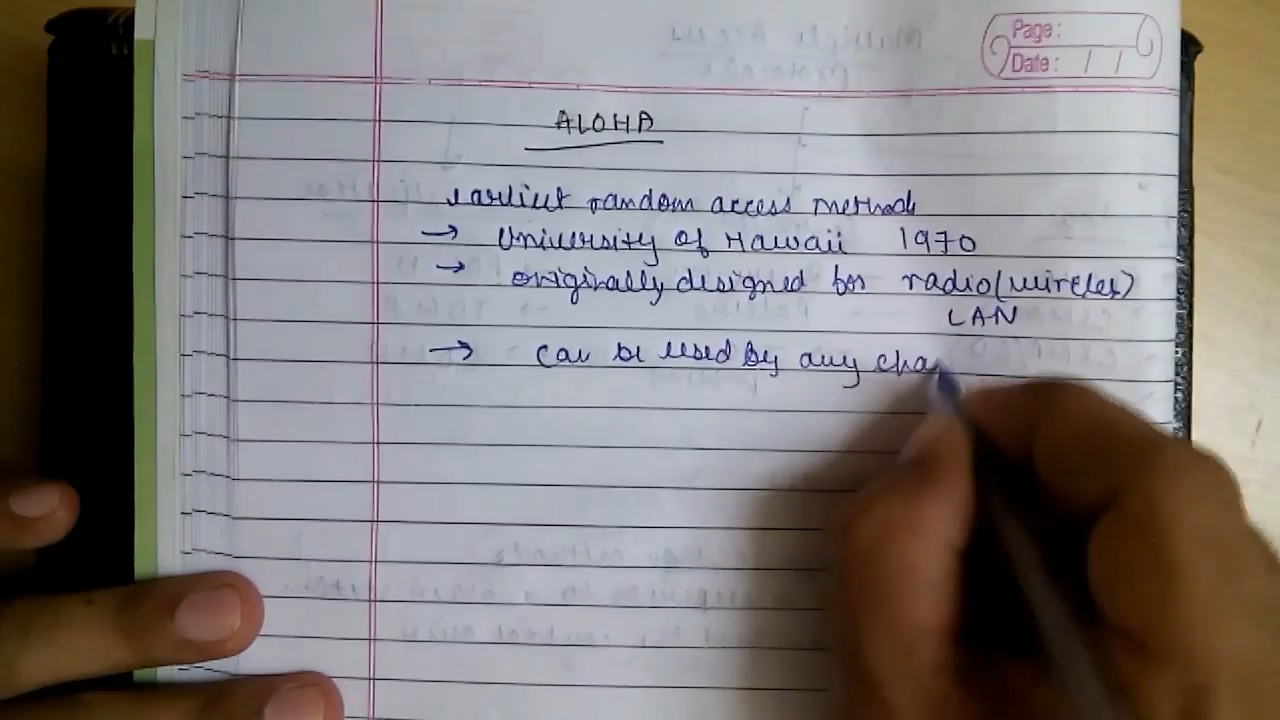 Page:
Date: / /
ALOHA
earliest random access methods
→ University of Hawaii 1970
→ originally designed for radio (wireless)
LAN
→ can be used by any cha